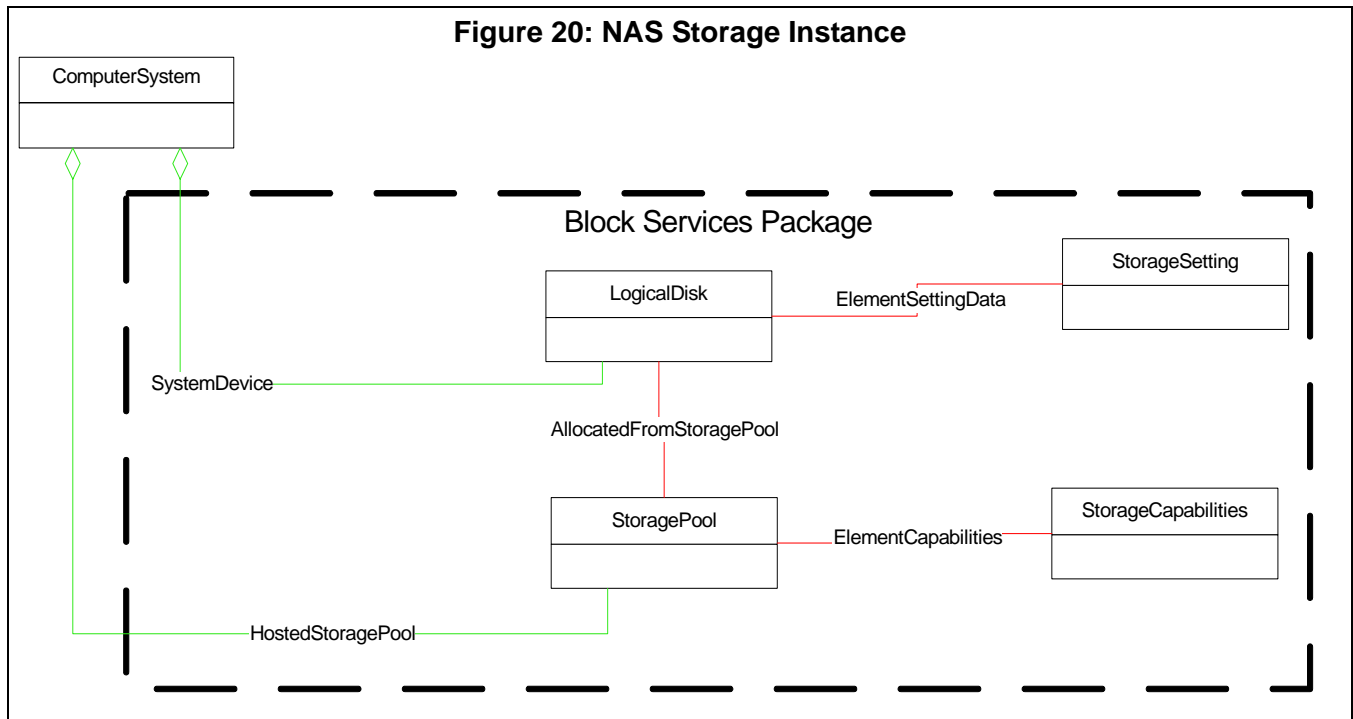 Figure 20: NAS Storage Instance
ComputerSystem
Block Services Package
StorageSetting
LogicalDisk
ElementSettingData
SystemDevice
AllocatedFromStoragePool
StoragePool
StorageCapabilities
ElementCapabilities
HostedStoragePool